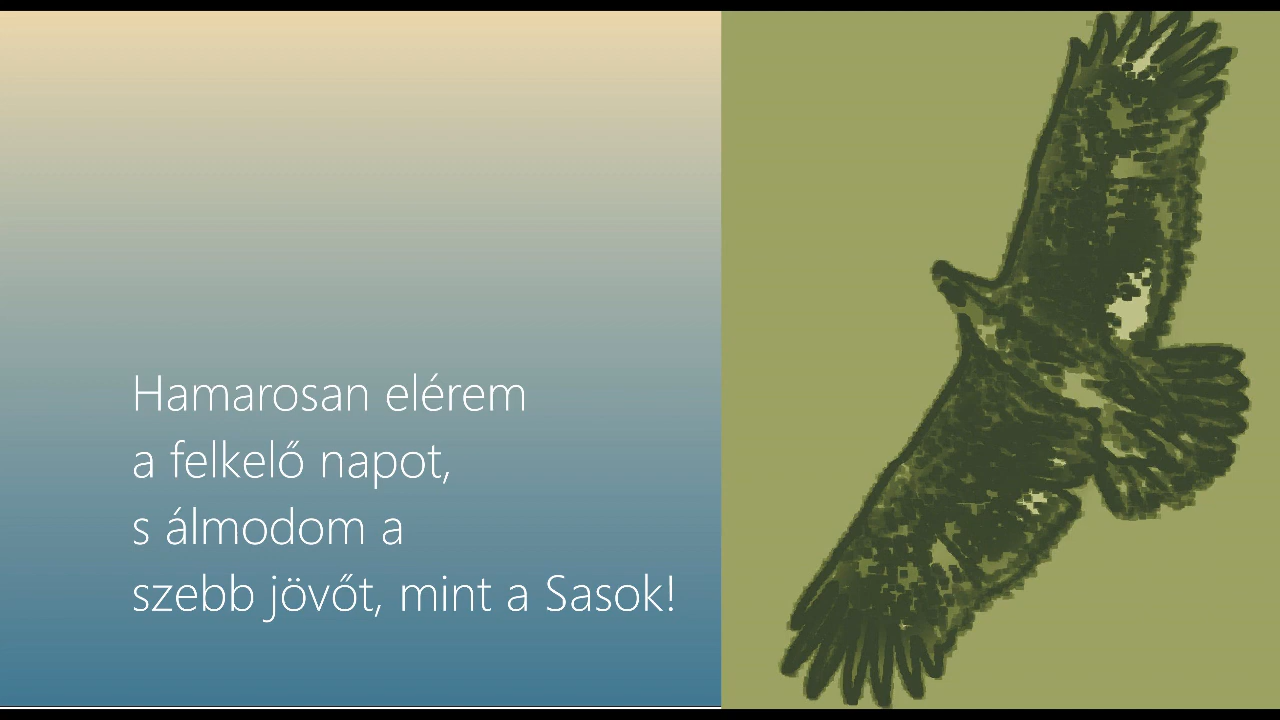 Hamarosan elérem
a felkelő napot,
s álmodom a
szebb jövőt, mint a Sasok!